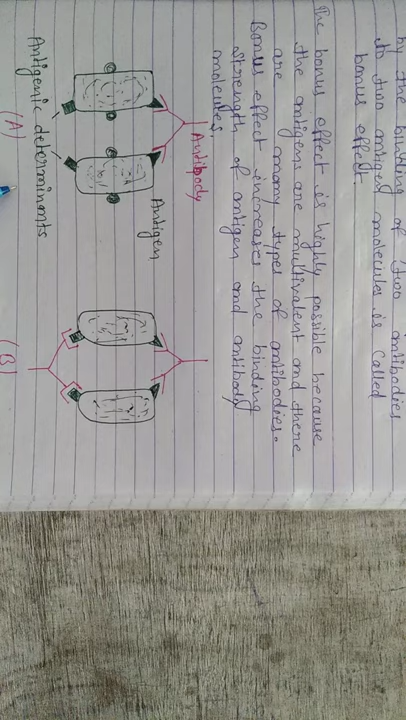 by the binding of two antibodies
to two antigen molecules is called
bonus effect.
The bonus effect is highly possible because
the antigens are multivalent and there
are many types of antibodies.
Bonus effect increases the binding
strength of antigen and antibody
molecules.
Antibody
Antigen
Antigenic determinants
(A)
(B)